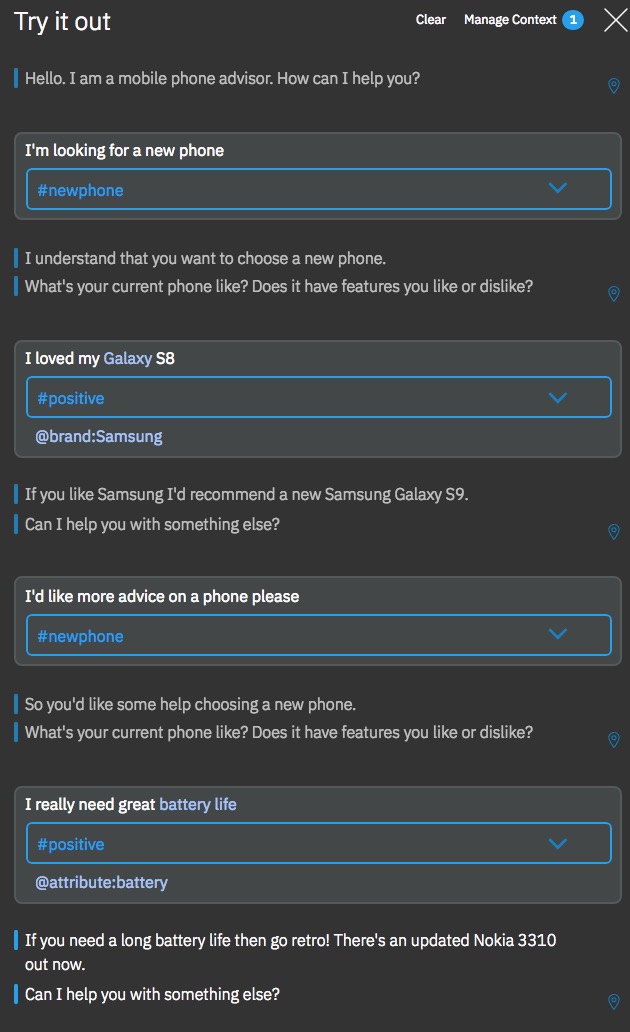 Try it out
Clear Manage Context 1
Hello. I am a mobile phone advisor. How can I help you?
I'm looking for a new phone
#newphone
I understand that you want to choose a new phone.
What's your current phone like? Does it have features you like or dislike?
I loved my Galaxy S8
#positive
@brand:Samsung
If you like Samsung I'd recommend a new Samsung Galaxy S9.
Can I help you with something else?
I'd like more advice on a phone please
#newphone
So you'd like some help choosing a new phone.
What's your current phone like? Does it have features you like or dislike?
I really need great battery life
#positive
@attribute:battery
If you need a long battery life then go retro! There's an updated Nokia 3310
out now.
Can I help you with something else?